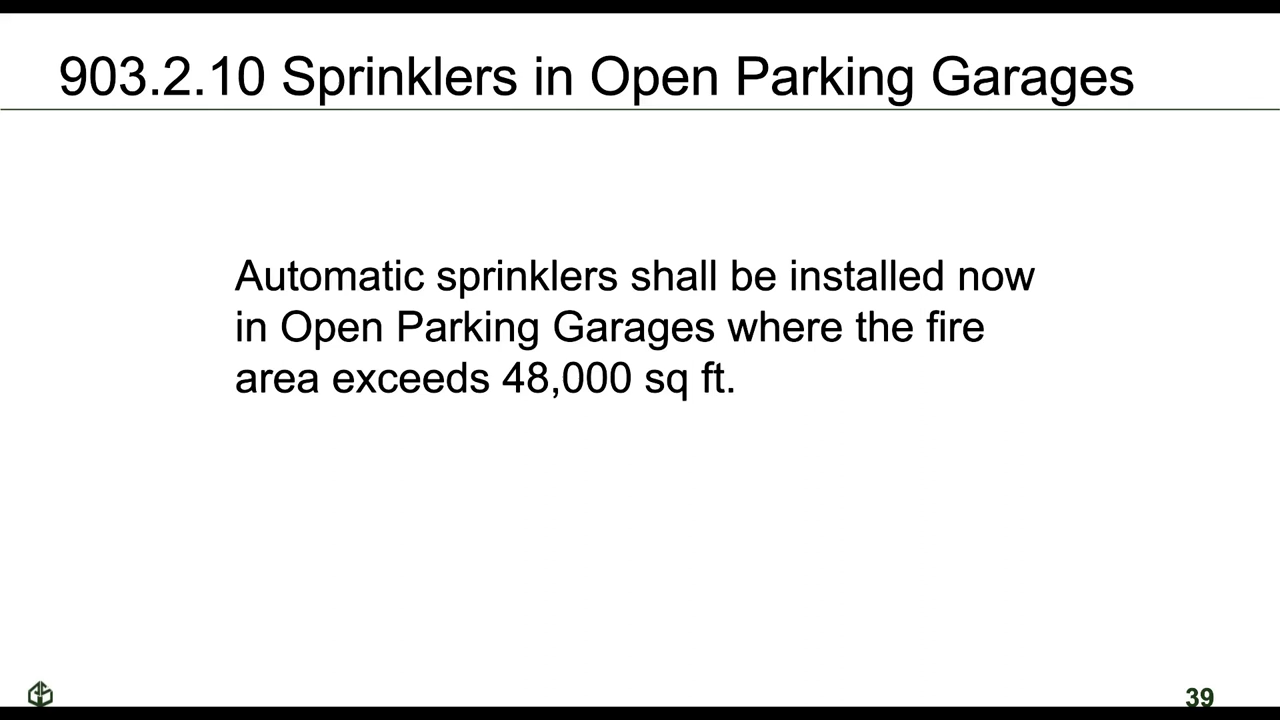 903.2.10 Sprinklers in Open Parking Garages
Automatic sprinklers shall be installed now
in Open Parking Garages where the fire
area exceeds 48,000 sq ft.
39